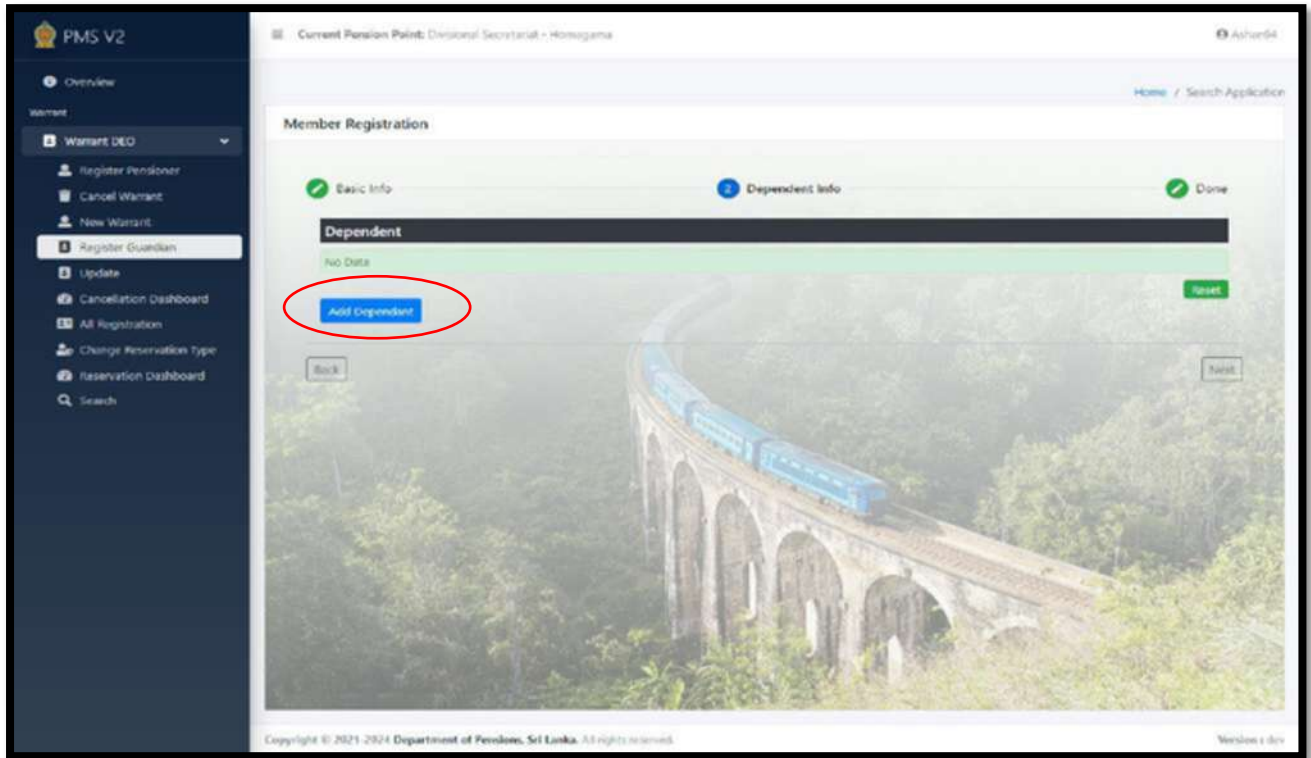 PMS V2
Current Pension Point: Divisional Secretariat - Homagama
Overview
Home / Search Application
Warrant
Member Registration
Warrant DEO
Register Pensioner
Cancel Warrant
New Warrant
Register Guardian
Update
Cancellation Dashboard
All Registration
Change Reservation Type
Reservation Dashboard
Search
Basic Info
2 Dependent Info
Done
Dependent
No Data
Reset
Add Dependant
Back
Next
Copyright © 2021-2024 Department of Pensions, Sri Lanka. All rights reserved.
Version